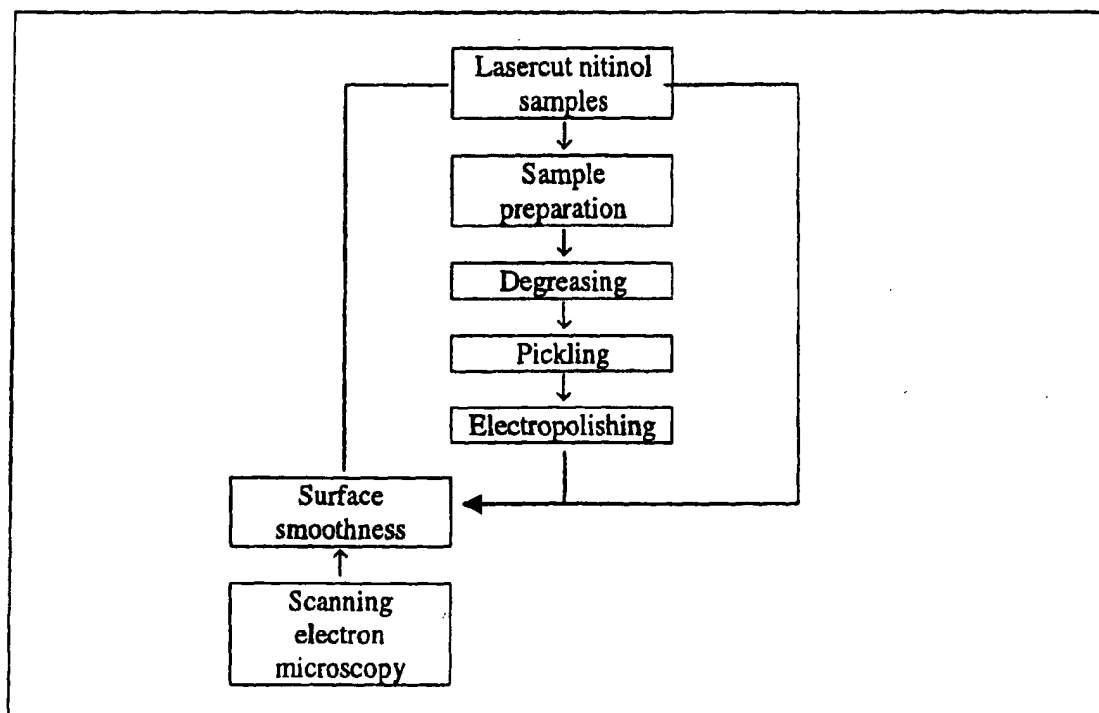 Lasercut nitinol
samples
Sample
preparation
Degreasing
Pickling
Electropolishing
Surface
smoothness
Scanning
electron
microscopy